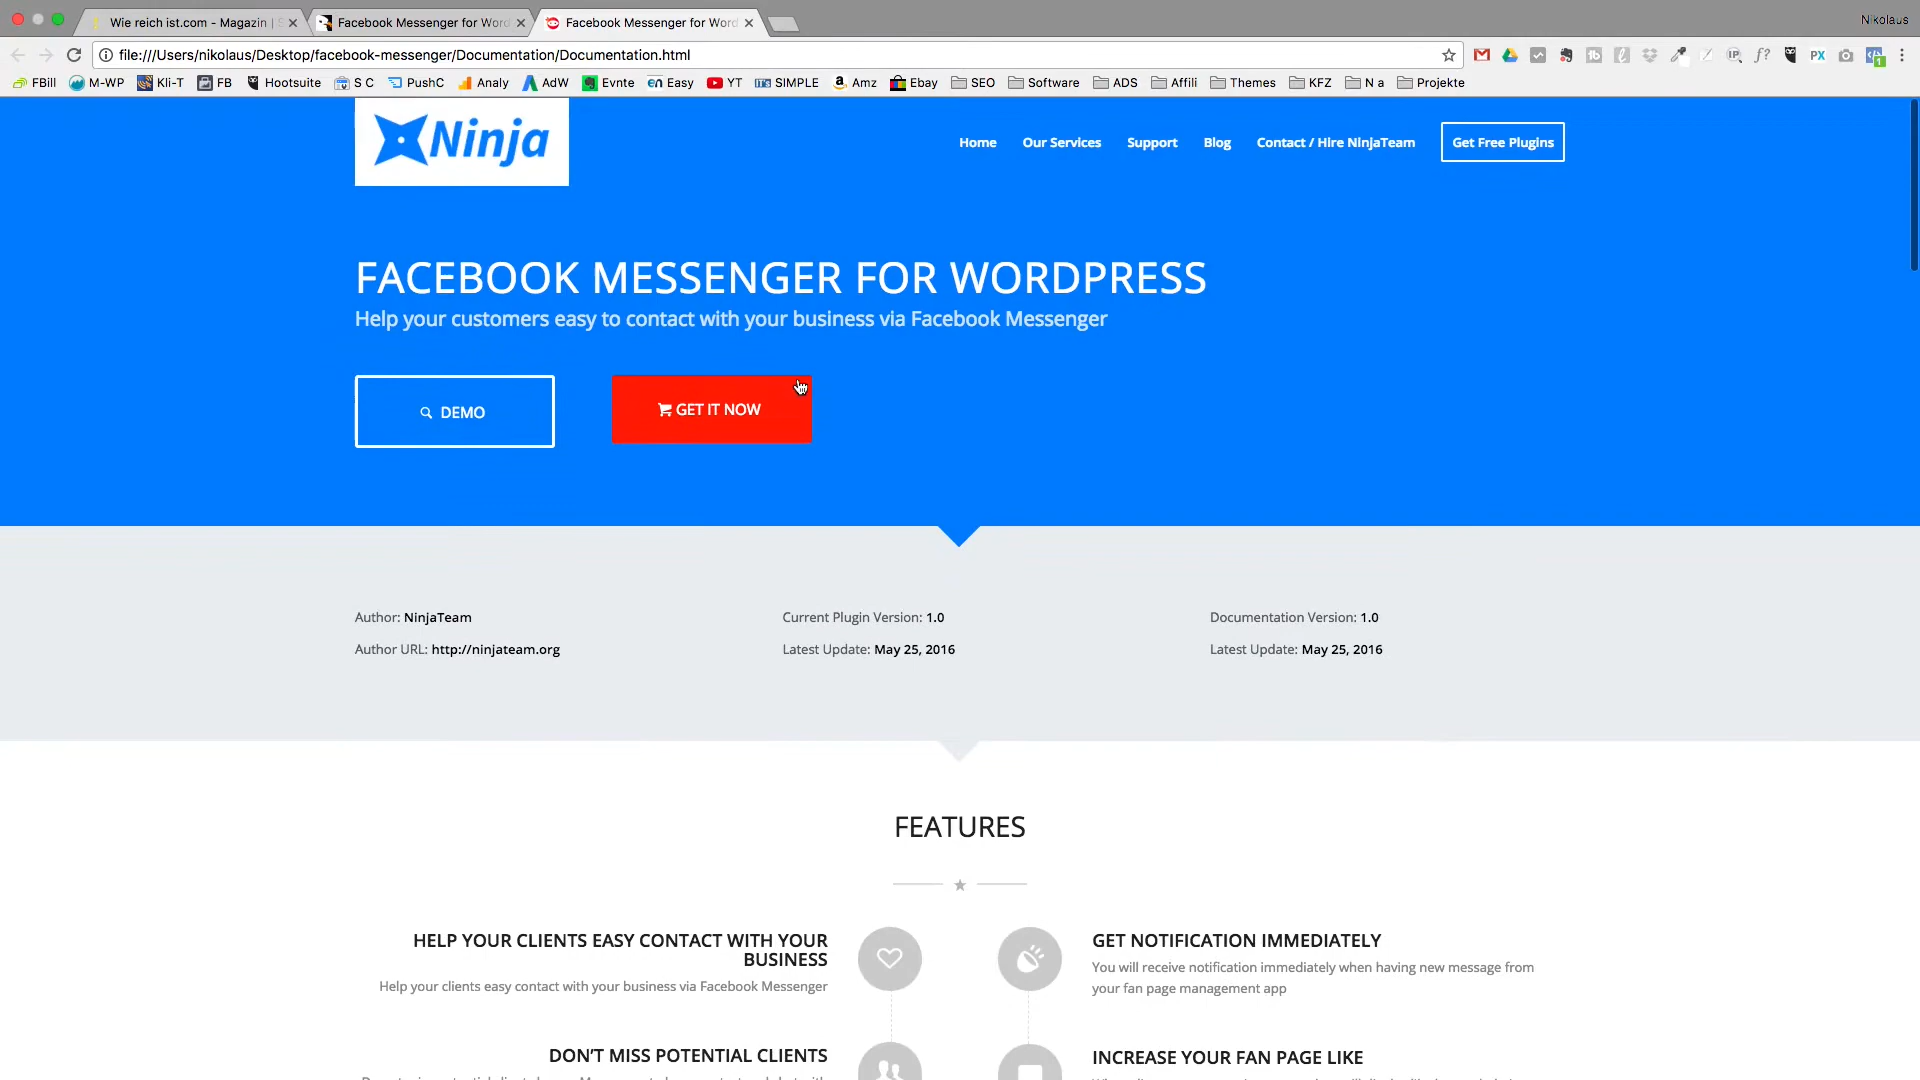 Wie reich ist.com - Magazin |
Facebook Messenger for Word
Facebook Messenger for Word
Nikolaus
file:///Users/nikolaus/Desktop/facebook-messenger/Documentation/Documentation.html
FBill M-WP Kli-T FB Hootsuite S C PushC Analy AdW Evnte Easy YT SIMPLE Amz Ebay SEO Software ADS Affili Themes KFZ N a Projekte
Ninja
Home Our Services Support Blog Contact / Hire NinjaTeam Get Free Plugins
FACEBOOK MESSENGER FOR WORDPRESS
Help your customers easy to contact with your business via Facebook Messenger
DEMO GET IT NOW
Author: NinjaTeam Current Plugin Version: 1.0 Documentation Version: 1.0
Author URL: http://ninjateam.org Latest Update: May 25, 2016 Latest Update: May 25, 2016
FEATURES
HELP YOUR CLIENTS EASY CONTACT WITH YOUR
BUSINESS
Help your clients easy contact with your business via Facebook Messenger
GET NOTIFICATION IMMEDIATELY
You will receive notification immediately when having new message from
your fan page management app
DON'T MISS POTENTIAL CLIENTS
INCREASE YOUR FAN PAGE LIKE